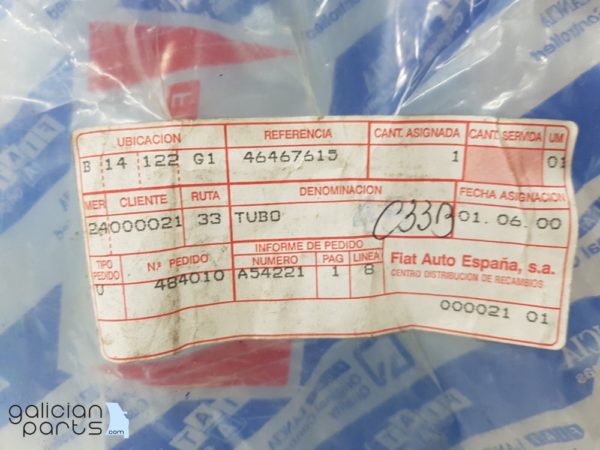 UBICACION REFERENCIA CANT. ASIGNADA CANT. SERVIDA UM
B 14 122 G1 46467615 1 01
MER CLIENTE RUTA DENOMINACION FECHA ASIGNACION
24000021 33 TUBO C33B 01.06.00
TIPO PEDIDO N.º PEDIDO INFORME DE PEDIDO
NUMERO PAG LINEA Fiat Auto España, s.a.
U 484010 A54221 1 8 CENTRO DISTRIBUCION DE RECAMBIOS
000021 01
galician
parts.com